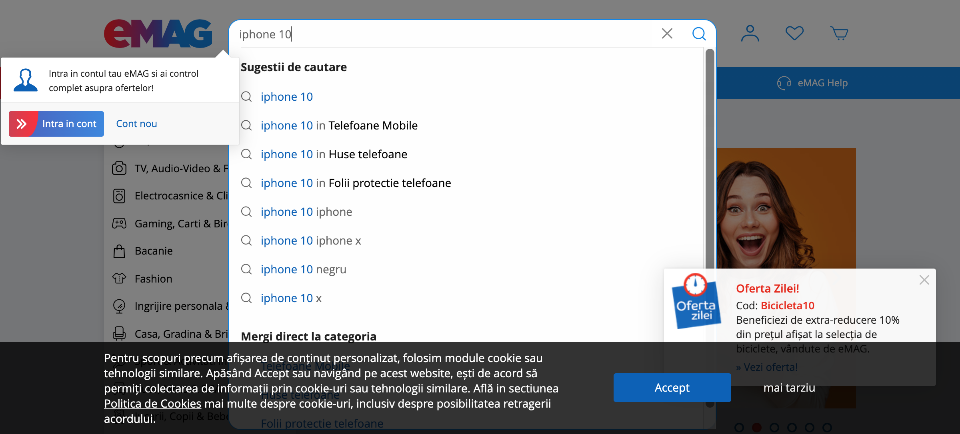 eMAG
iphone 10
eMAG Help
Intra in contul tau eMAG si ai control
complet asupra ofertelor!
Intra in cont
Cont nou
TV, Audio-Video & F
Electrocasnice & Cli
Gaming, Carti & Bir
Bacanie
Fashion
Ingrijire personala &
Casa, Gradina & Bri
Sugestii de cautare
iphone 10
iphone 10 in Telefoane Mobile
iphone 10 in Huse telefoane
iphone 10 in Folii protectie telefoane
iphone 10 iphone
iphone 10 iphone x
iphone 10 negru
iphone 10 x
Mergi direct la categoria
Telefoane Mobile
Huse telefoane
Folii protectie telefoane
Oferta
zilei
Oferta Zilei!
Cod: Bicicleta10
Beneficiezi de extra-reducere 10%
din prețul afișat la selecția de
biciclete, vândute de eMAG.
» Vezi oferta!
Pentru scopuri precum afișarea de conținut personalizat, folosim module cookie sau
tehnologii similare. Apăsând Accept sau navigând pe acest website, ești de acord să
permiți colectarea de informații prin cookie-uri sau tehnologii similare. Află in sectiunea
Politica de Cookies mai multe despre cookie-uri, inclusiv despre posibilitatea retragerii
acordului.
Accept
mai tarziu